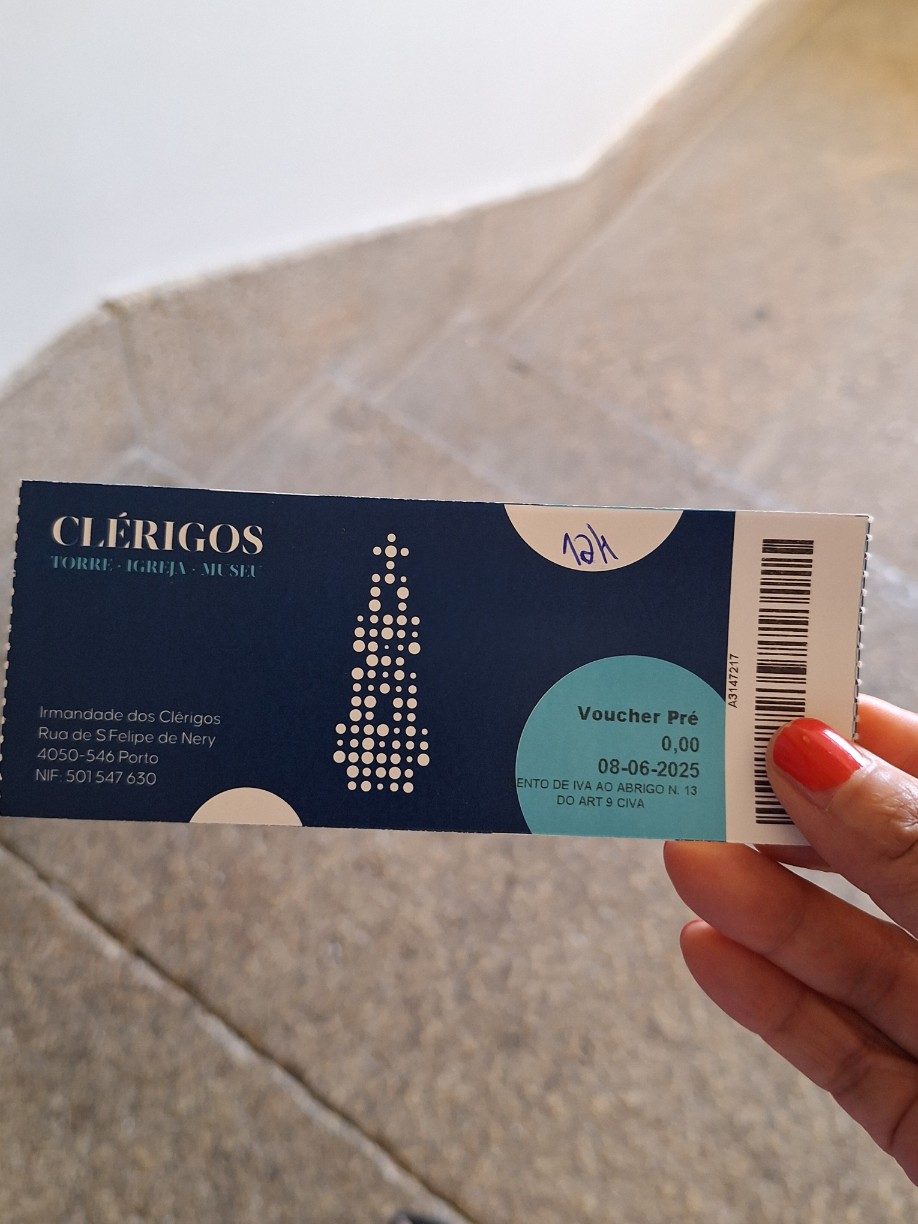 CLÉRIGOS
TORRE · IGREJA · MUSEU
12H
Irmandade dos Clérigos
Rua de S Felipe de Nery
4050-546 Porto
NIF: 501 547 630
Voucher Pré
0,00
08-06-2025
ENTO DE IVA AO ABRIGO N. 13
DO ART 9 CIVA
A3147217